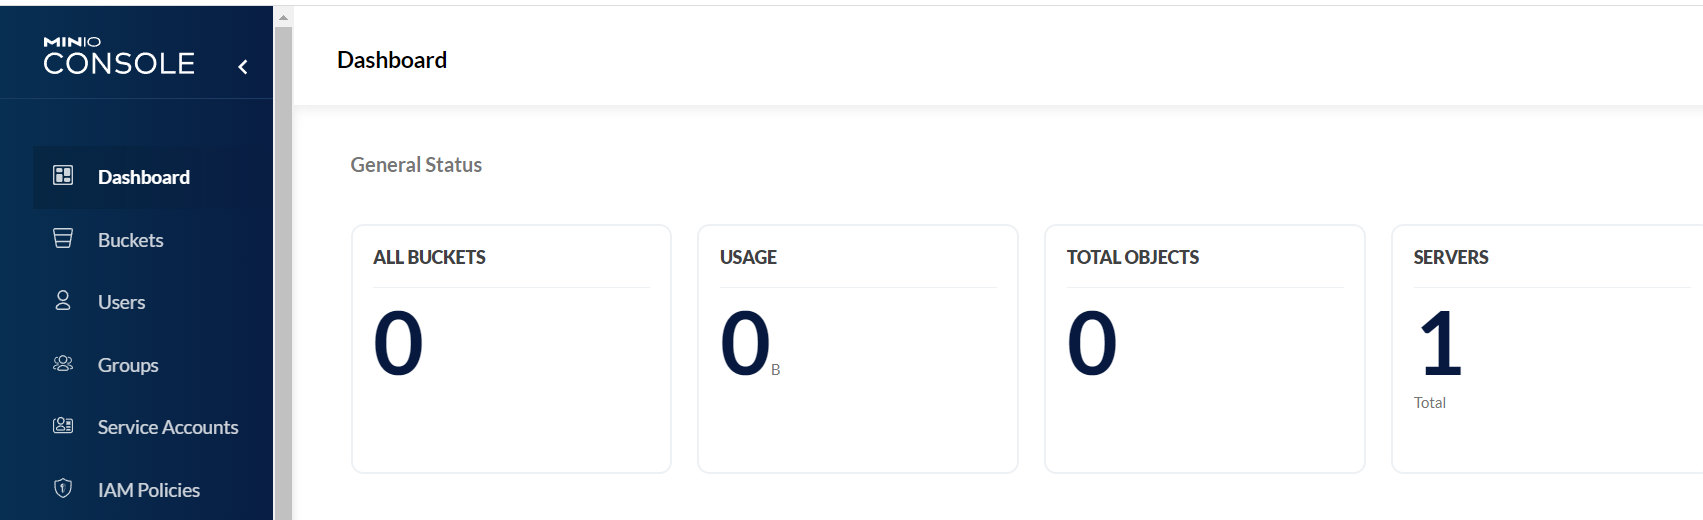 MINIO
CONSOLE
Dashboard
Buckets
Users
Groups
Service Accounts
IAM Policies
Dashboard
General Status
ALL BUCKETS
0
USAGE
0 B
TOTAL OBJECTS
0
SERVERS
1
Total